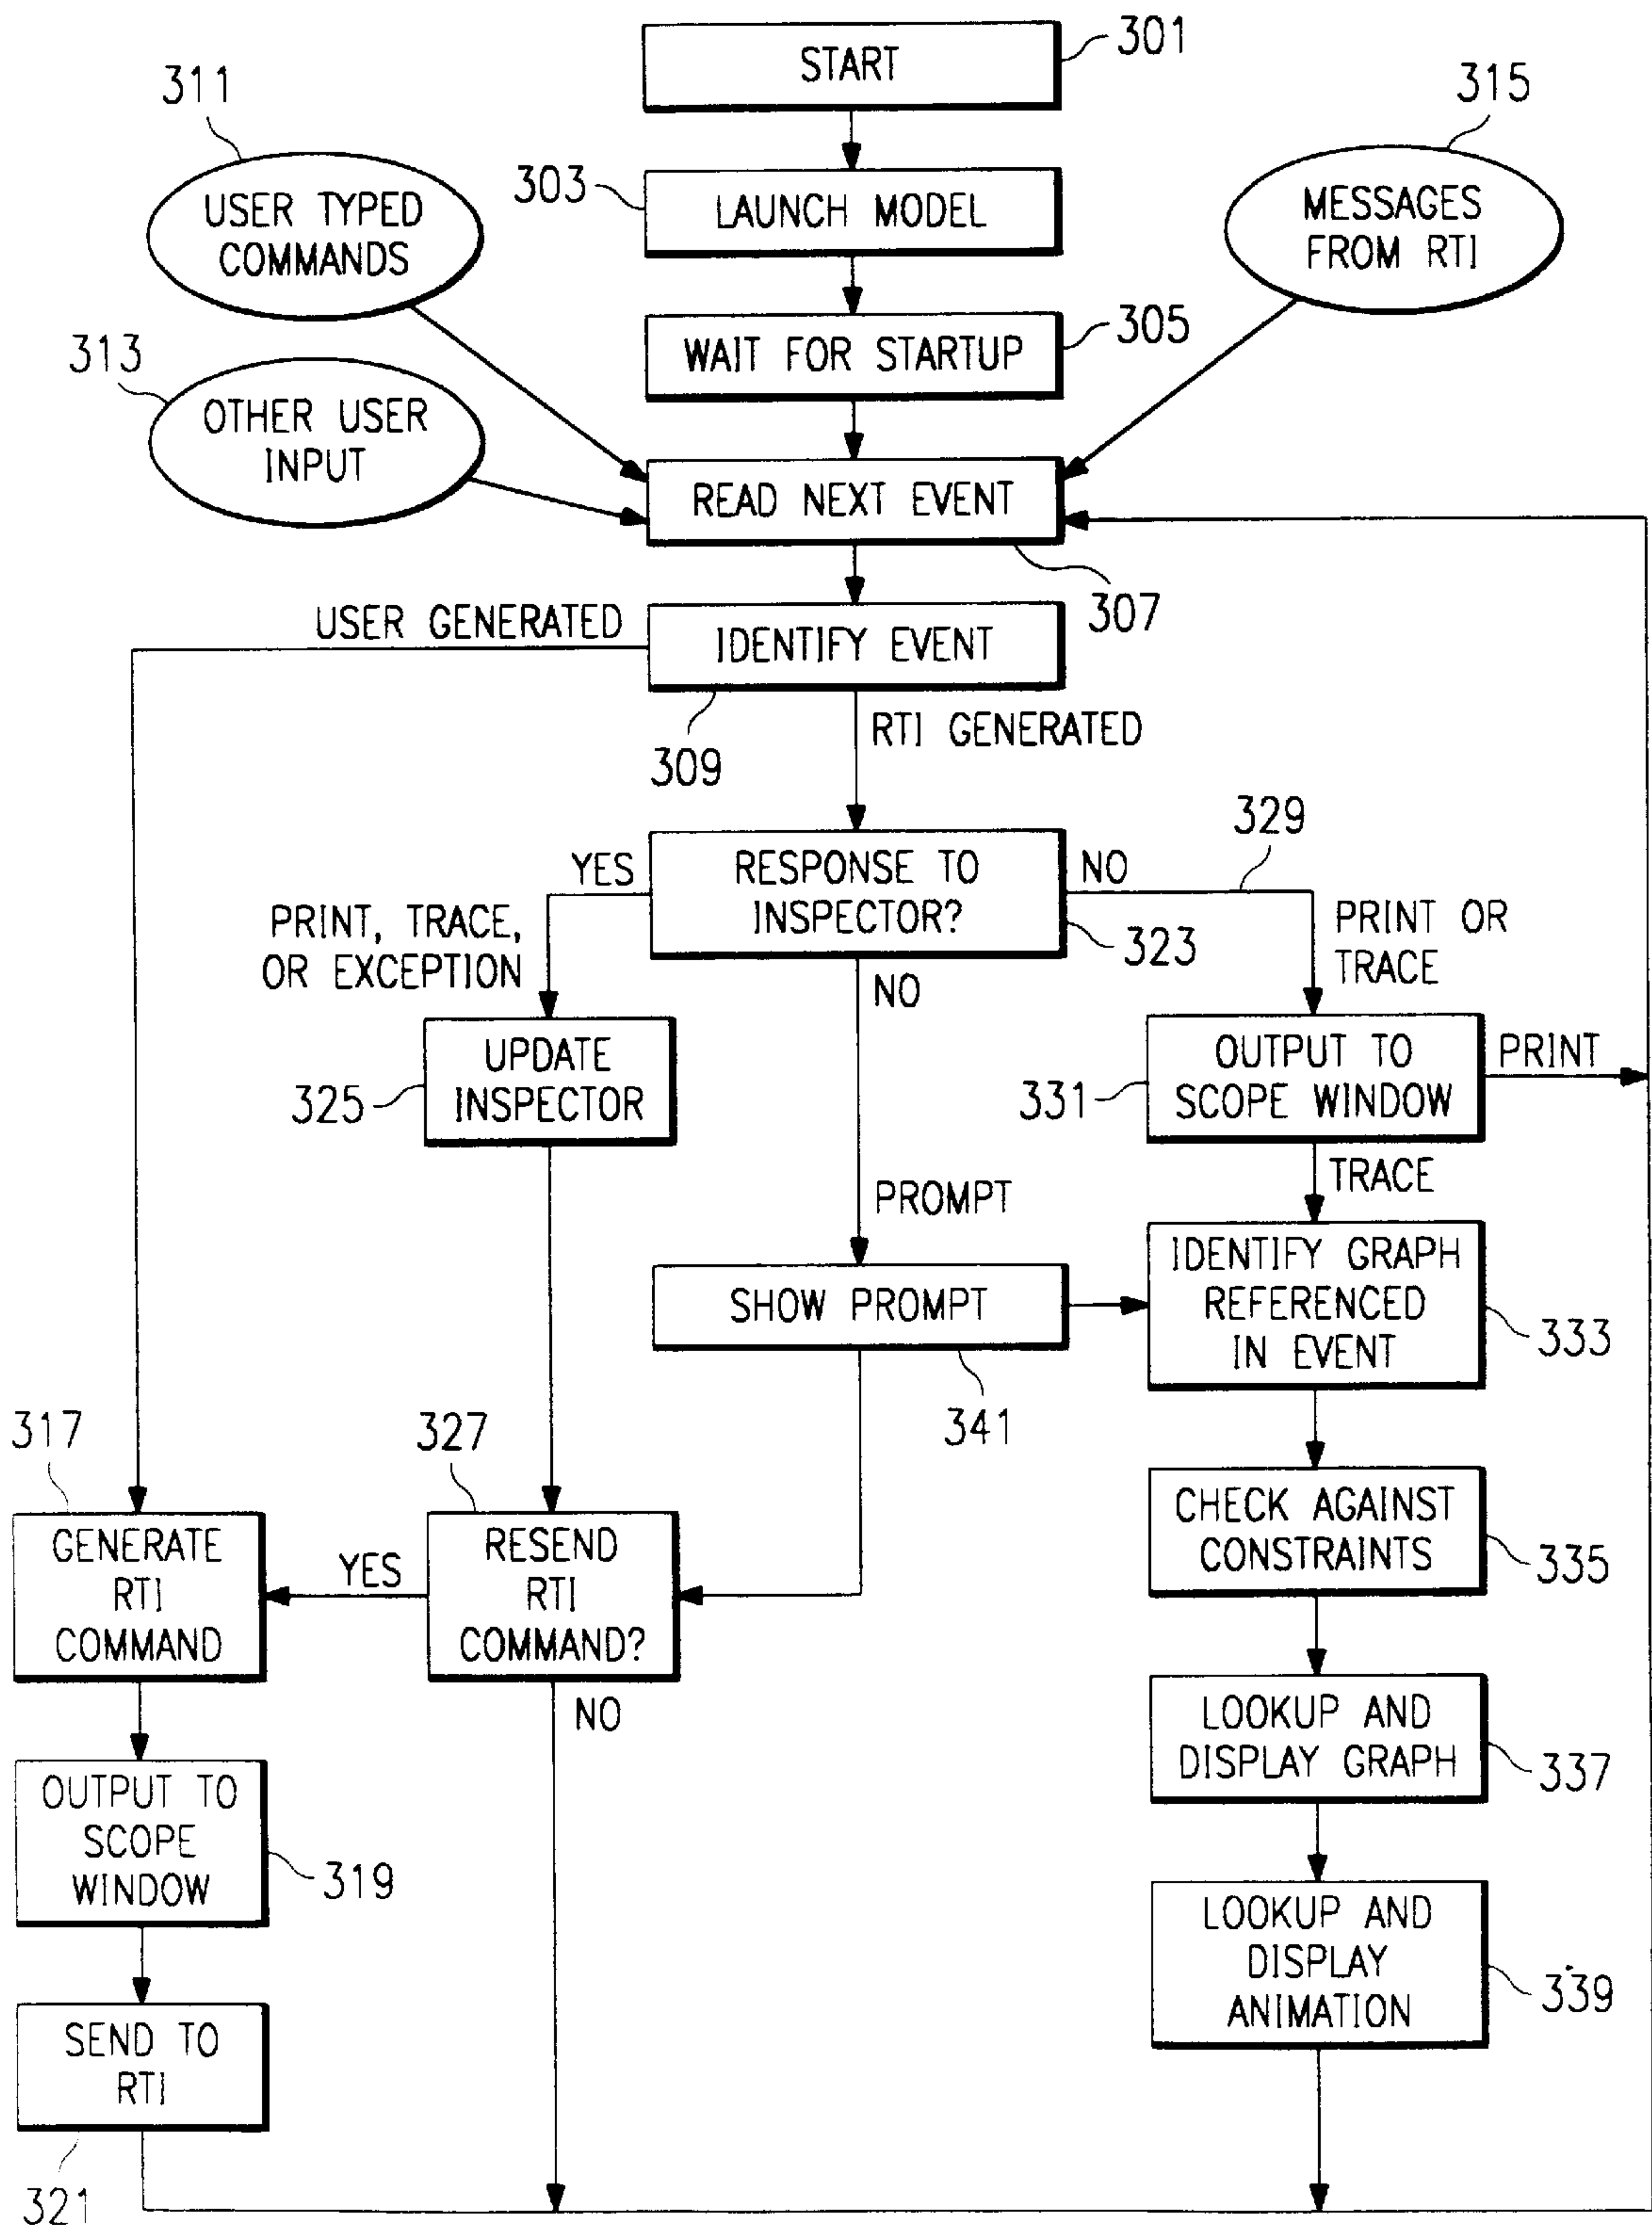 START
301
311
315
303
LAUNCH MODEL
USER TYPED
COMMANDS
MESSAGES
FROM RTI
305
WAIT FOR STARTUP
313
OTHER USER
INPUT
READ NEXT EVENT
307
USER GENERATED
IDENTIFY EVENT
309
RTI GENERATED
329
YES
RESPONSE TO
INSPECTOR?
NO
323
PRINT, TRACE,
OR EXCEPTION
PRINT OR
TRACE
NO
325
UPDATE
INSPECTOR
331
OUTPUT TO
SCOPE WINDOW
PRINT
TRACE
PROMPT
SHOW PROMPT
341
IDENTIFY GRAPH
REFERENCED
IN EVENT
333
317
327
GENERATE
RTI
COMMAND
YES
RESEND
RTI
COMMAND?
NO
CHECK AGAINST
CONSTRAINTS
335
LOOKUP AND
DISPLAY GRAPH
337
OUTPUT TO
SCOPE
WINDOW
319
LOOKUP AND
DISPLAY
ANIMATION
339
SEND TO
RTI
321